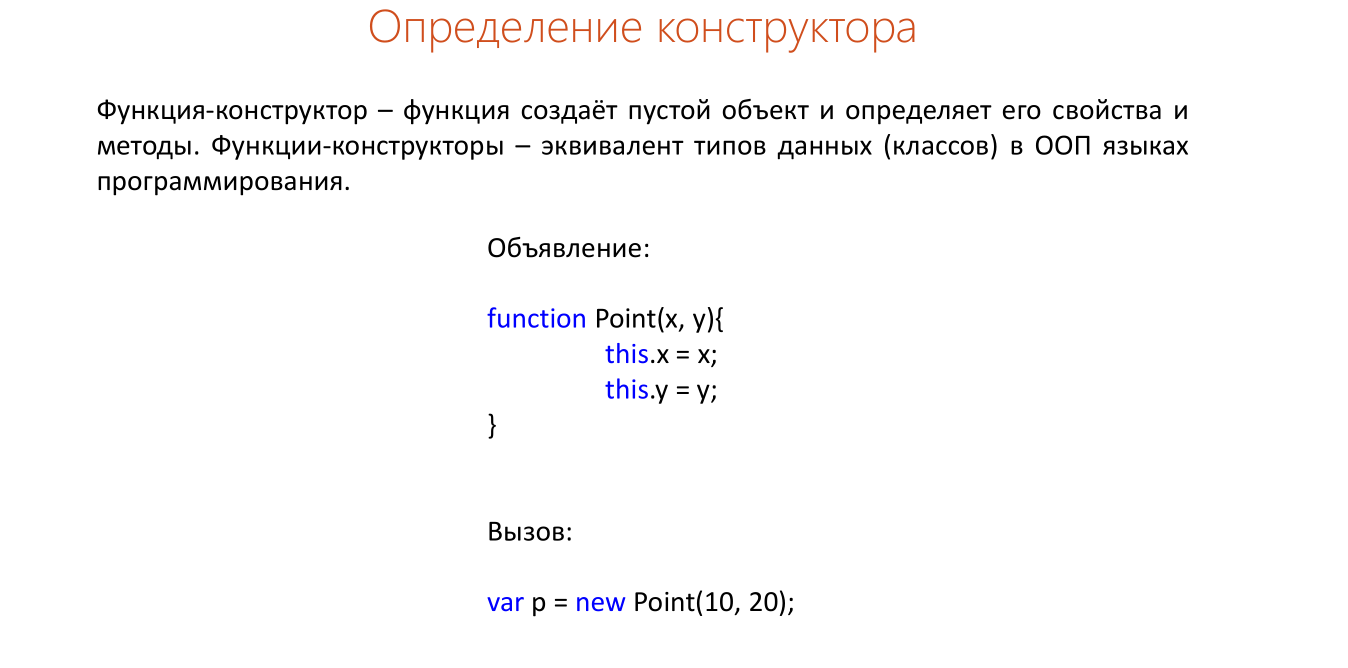 Определение конструктора
Функция-конструктор – функция создаёт пустой объект и определяет его свойства и
методы. Функции-конструкторы – эквивалент типов данных (классов) в ООП языках
программирования.
Объявление:
function Point(x, y){
this.x = x;
this.y = y;
}
Вызов:
var p = new Point(10, 20);